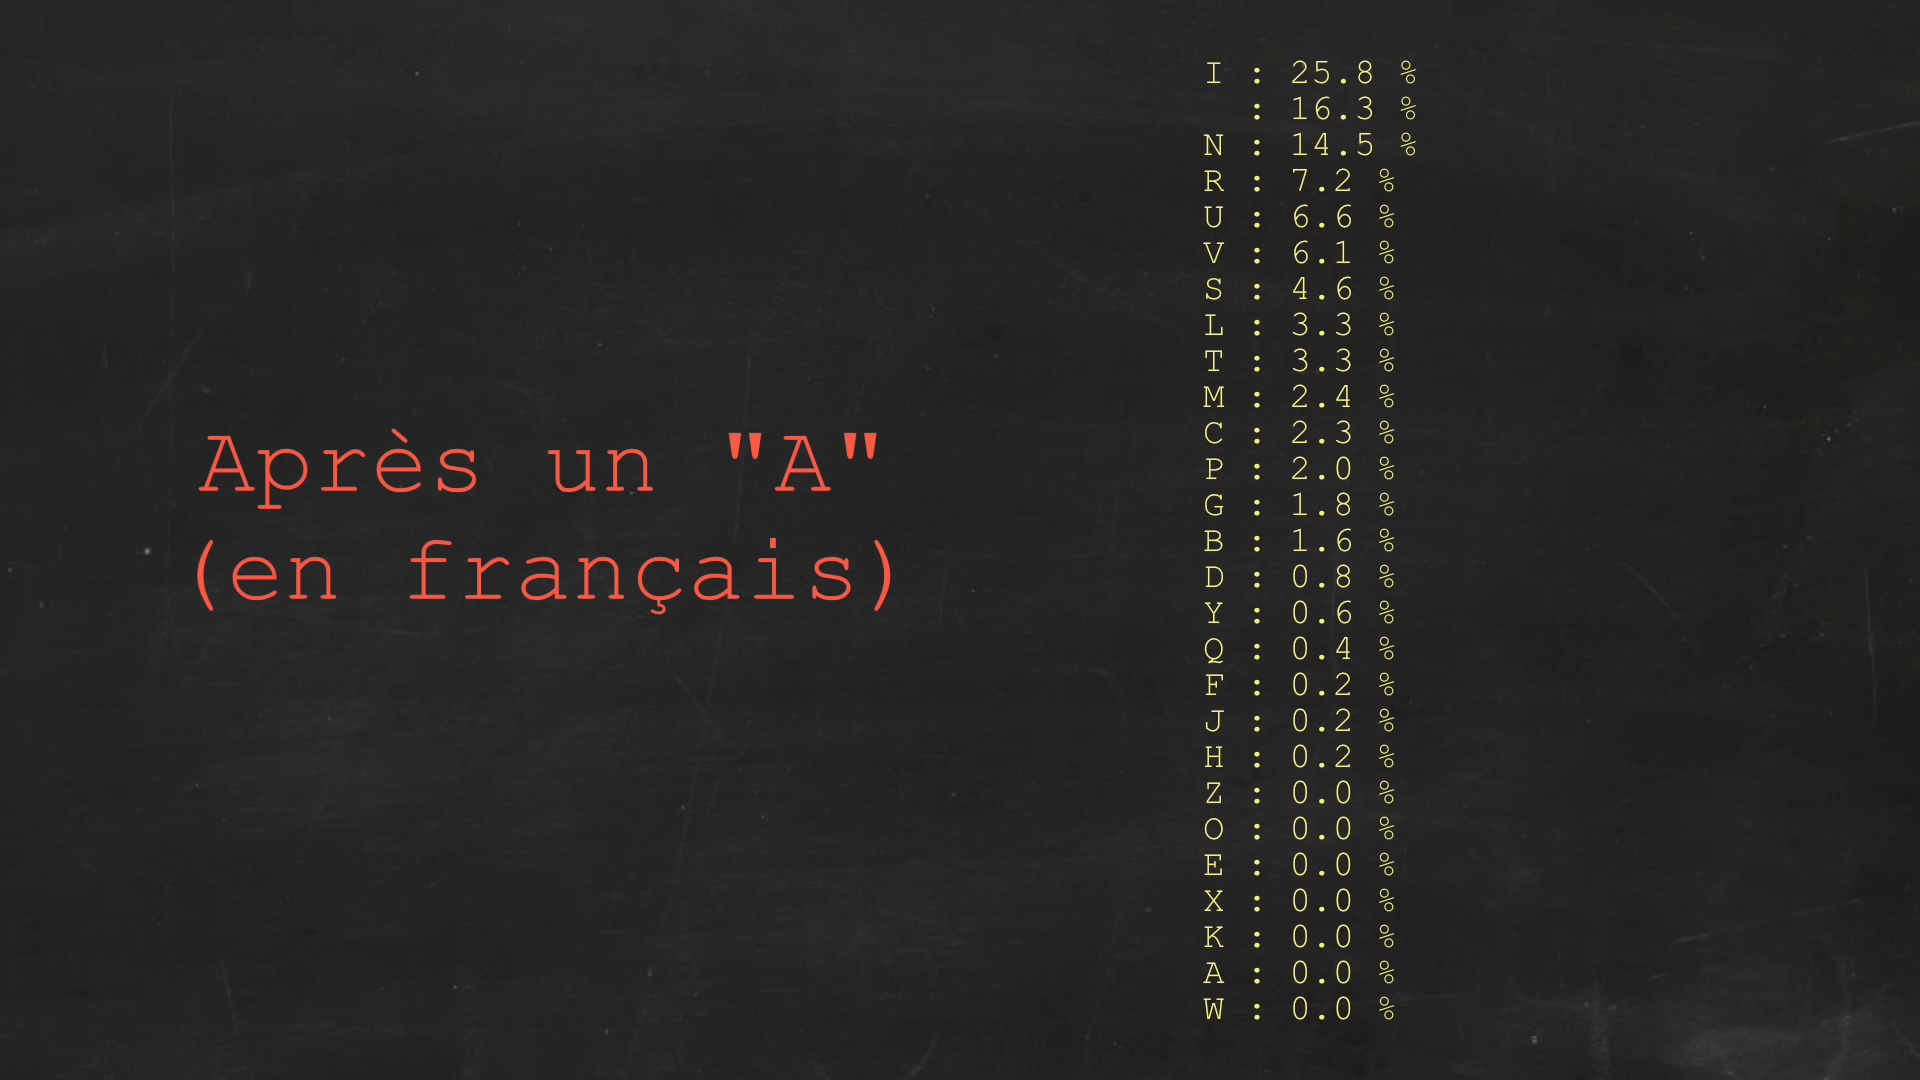 Après un "A"
(en français)
I : 25.8 %
  : 16.3 %
N : 14.5 %
R : 7.2 %
U : 6.6 %
V : 6.1 %
S : 4.6 %
L : 3.3 %
T : 3.3 %
M : 2.4 %
C : 2.3 %
P : 2.0 %
G : 1.8 %
B : 1.6 %
D : 0.8 %
Y : 0.6 %
Q : 0.4 %
F : 0.2 %
J : 0.2 %
H : 0.2 %
Z : 0.0 %
O : 0.0 %
E : 0.0 %
X : 0.0 %
K : 0.0 %
A : 0.0 %
W : 0.0 %